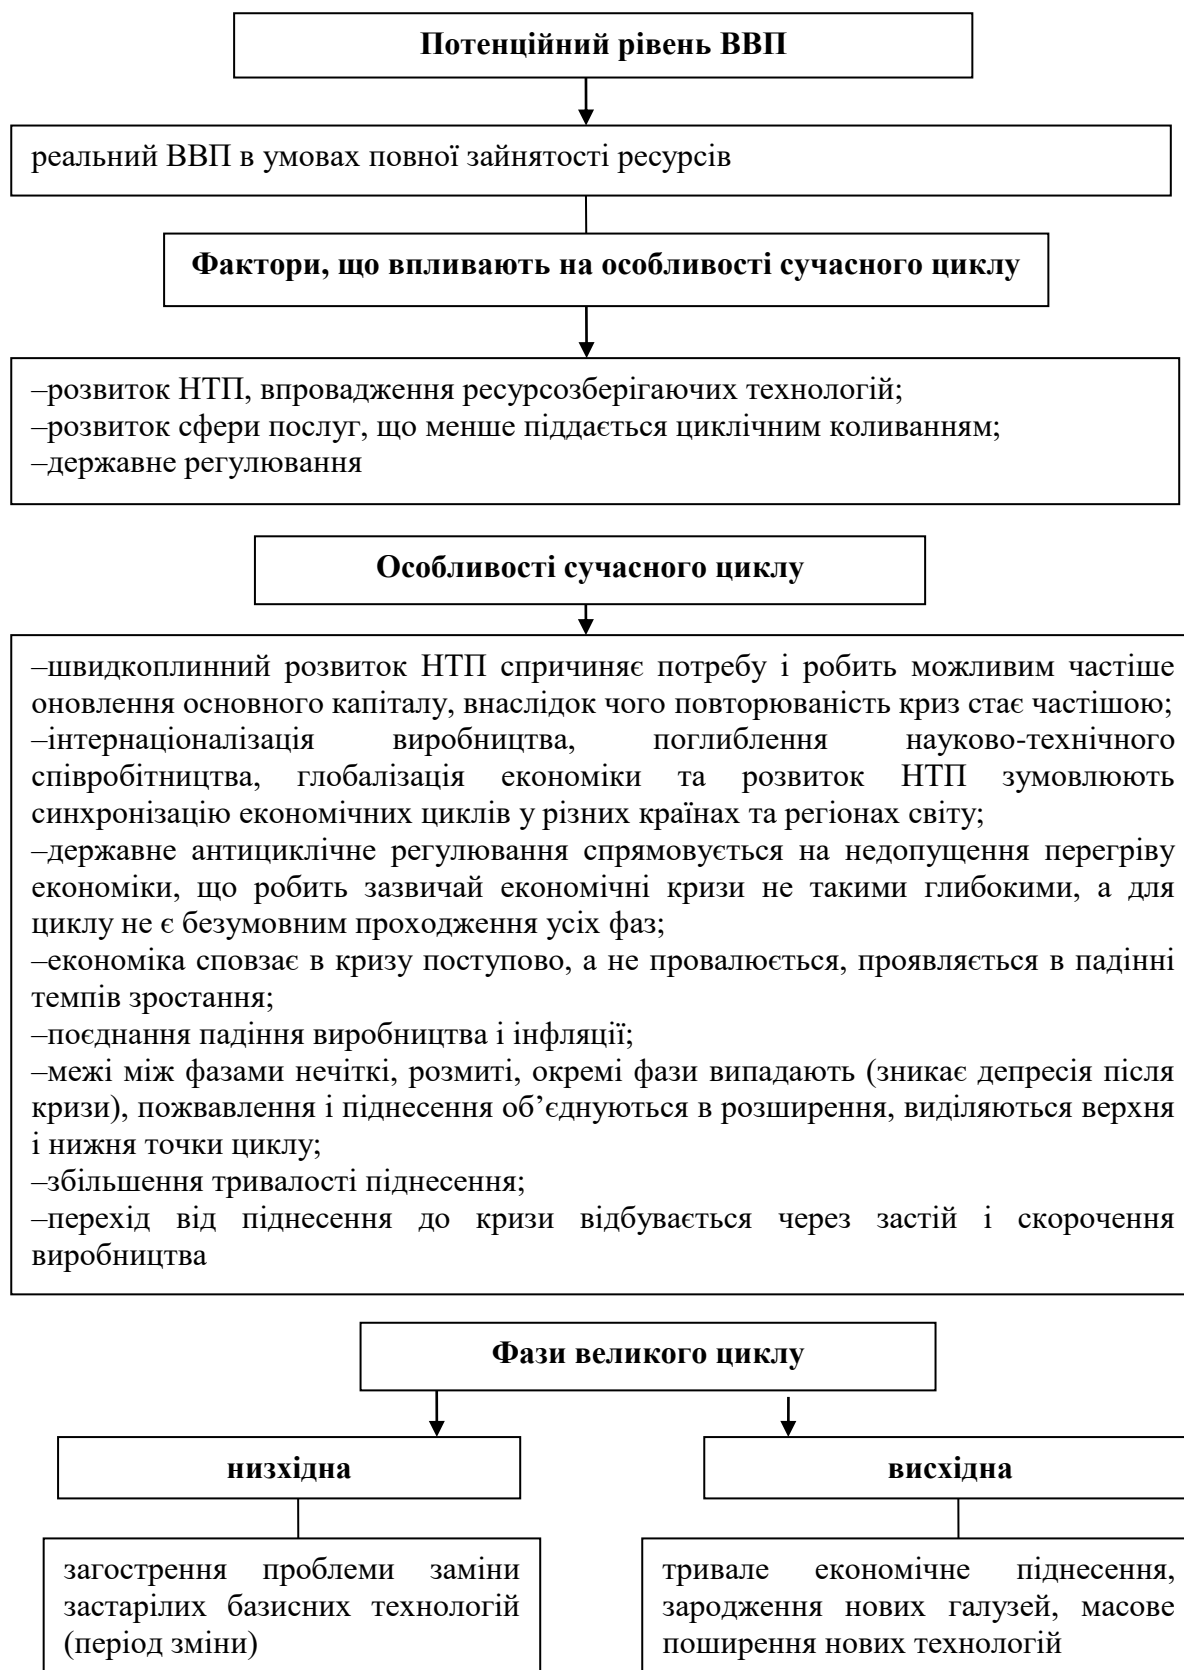 Потенційний рівень ВВП
реальний ВВП в умовах повної зайнятості ресурсів
Фактори, що впливають на особливості сучасного циклу
–розвиток НТП, впровадження ресурсозберігаючих технологій;
–розвиток сфери послуг, що менше піддається циклічним коливанням;
–державне регулювання
Особливості сучасного циклу
–швидкоплинний розвиток НТП спричиняє потребу і робить можливим частіше
оновлення основного капіталу, внаслідок чого повторюваність криз стає частішою;
–інтернаціоналізація виробництва, поглиблення науково-технічного
співробітництва, глобалізація економіки та розвиток НТП зумовлюють
синхронізацію економічних циклів у різних країнах та регіонах світу;
–державне антициклічне регулювання спрямовується на недопущення перегріву
економіки, що робить зазвичай економічні кризи не такими глибокими, а для
циклу не є безумовним проходження усіх фаз;
–економіка сповзає в кризу поступово, а не провалюється, проявляється в падінні
темпів зростання;
–поєднання падіння виробництва і інфляції;
–межі між фазами нечіткі, розмиті, окремі фази випадають (зникає депресія після
кризи), пожвавлення і піднесення об’єднуються в розширення, виділяються верхня
і нижня точки циклу;
–збільшення тривалості піднесення;
–перехід від піднесення до кризи відбувається через застій і скорочення
виробництва
Фази великого циклу
низхідна
висхідна
загострення проблеми заміни
застарілих базисних технологій
(період зміни)
тривале економічне піднесення,
зародження нових галузей, масове
поширення нових технологій